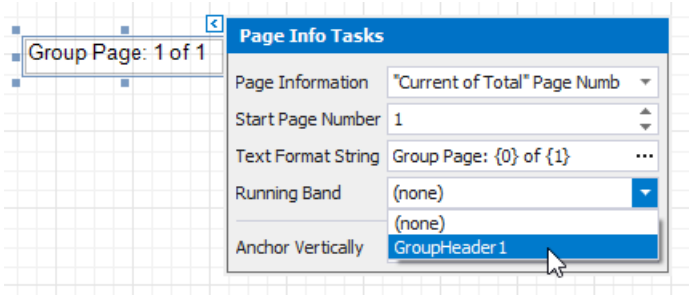 Group Page: 1 of 1
Page Info Tasks
Page Information "Current of Total" Page Numb
Start Page Number 1
Text Format String Group Page: {0} of {1} ...
Running Band (none)
(none)
Anchor Vertically GroupHeader1